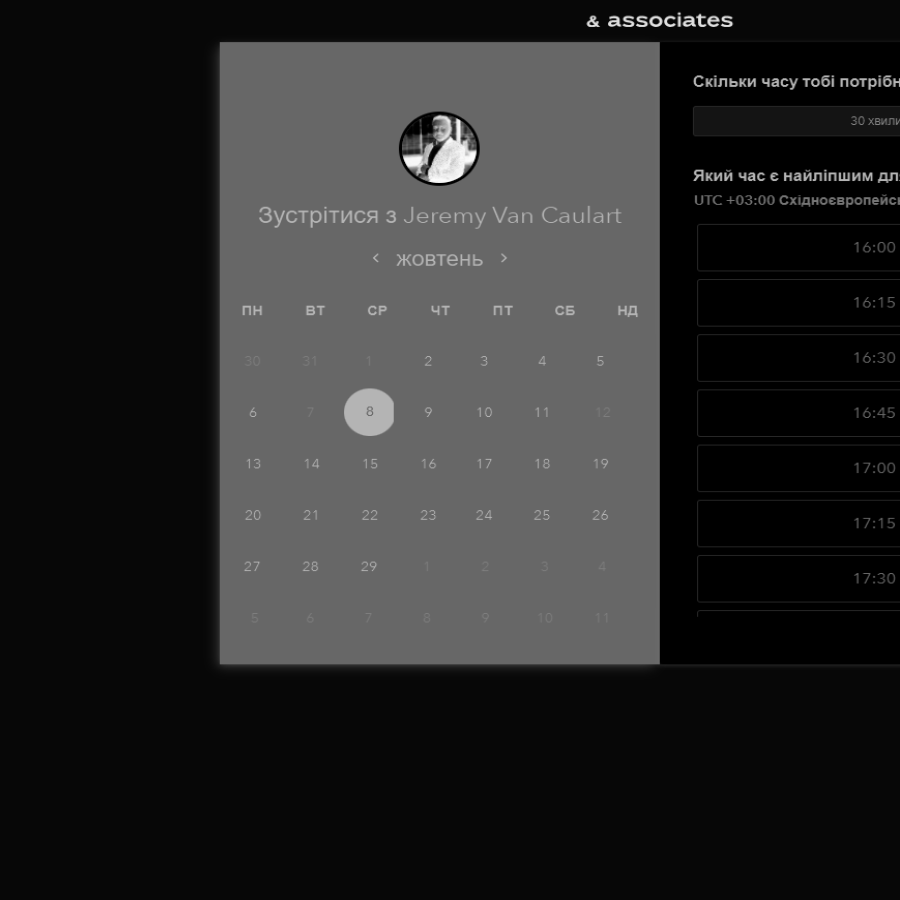 & associates
Зустрітися з Jeremy Van Caulart
‹ жовтень ›
ПН ВТ СР ЧТ ПТ СБ НД
30 31 1 2 3 4 5
6 7 8 9 10 11 12
13 14 15 16 17 18 19
20 21 22 23 24 25 26
27 28 29 1 2 3 4
5 6 7 8 9 10 11
Скільки часу тобі потрібн
30 хвили
Який час є найліпшим дл
UTC +03:00 Східноєвропейсь
16:00
16:15
16:30
16:45
17:00
17:15
17:30